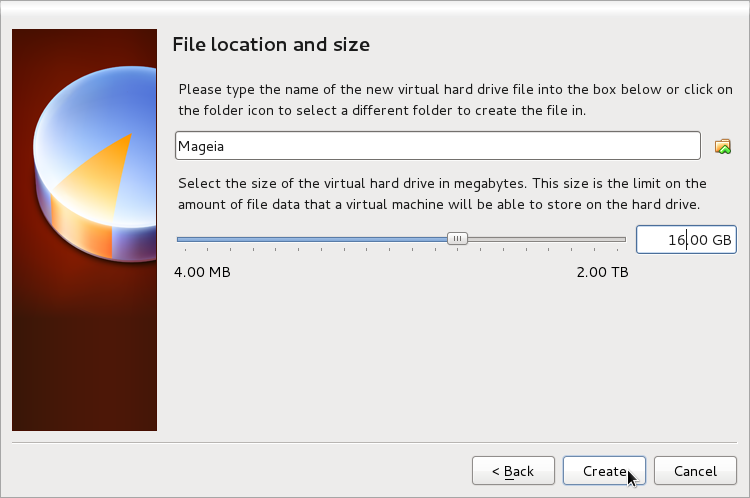 File location and size
Please type the name of the new virtual hard drive file into the box below or click on
the folder icon to select a different folder to create the file in.
Mageia
Select the size of the virtual hard drive in megabytes. This size is the limit on the
amount of file data that a virtual machine will be able to store on the hard drive.
16.00 GB
4.00 MB 2.00 TB
< Back Create Cancel